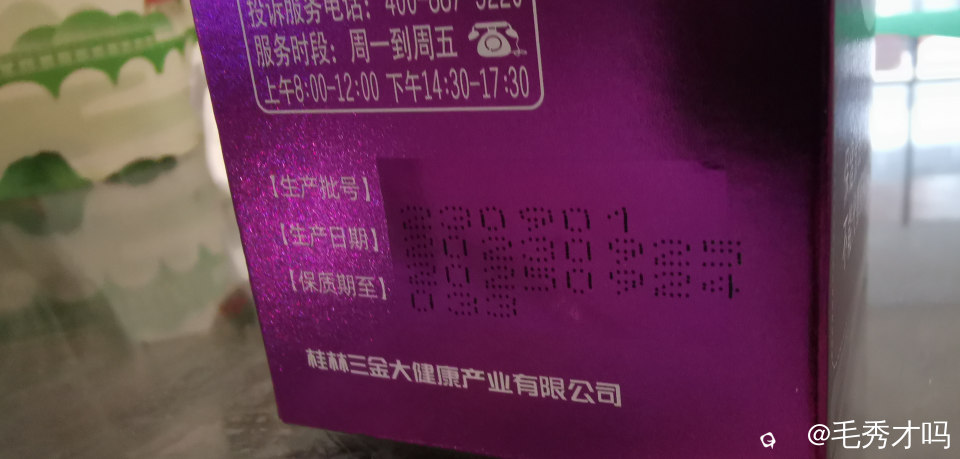 投诉服务电话：400-887-5220
服务时段：周一到周五
上午8:00-12:00 下午14:30-17:30
【生产批号】
230901
【生产日期】
20230925
【保质期至】
20250924
033
桂林三金大健康产业有限公司
@毛秀才吗